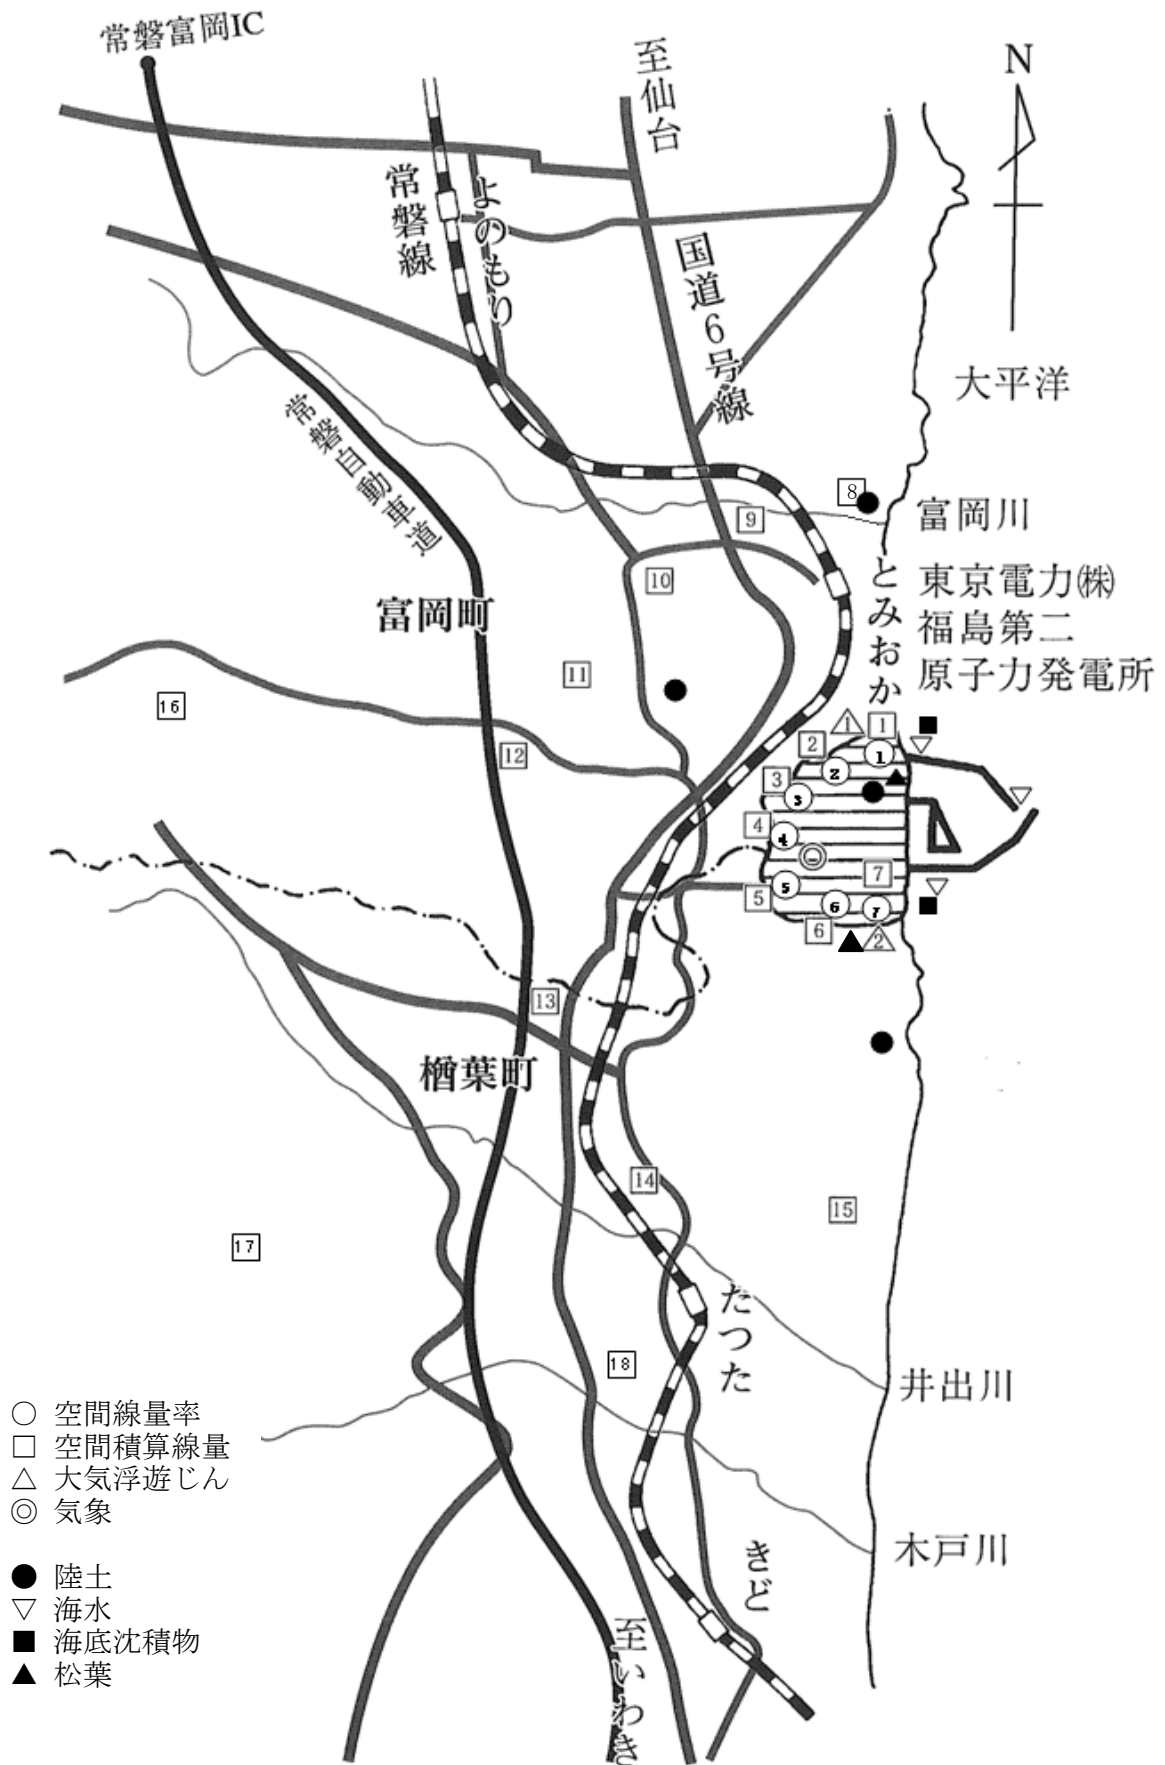 常磐富岡IC
至仙台
N
常磐線
よのもり
国道6号線
大平洋
常磐自動車道
8
富岡川
9
とみおか
東京電力㈱
福島第二
原子力発電所
10
富岡町
11
16
12
1
1
2
1
2
3
3
4
4
5
7
5
6
7
6
2
13
楢葉町
14
15
17
たつた
18
井出川
○ 空間線量率
□ 空間積算線量
△ 大気浮遊じん
◎ 気象
● 陸土
▽ 海水
■ 海底沈積物
▲ 松葉
木戸川
きど
至いわき